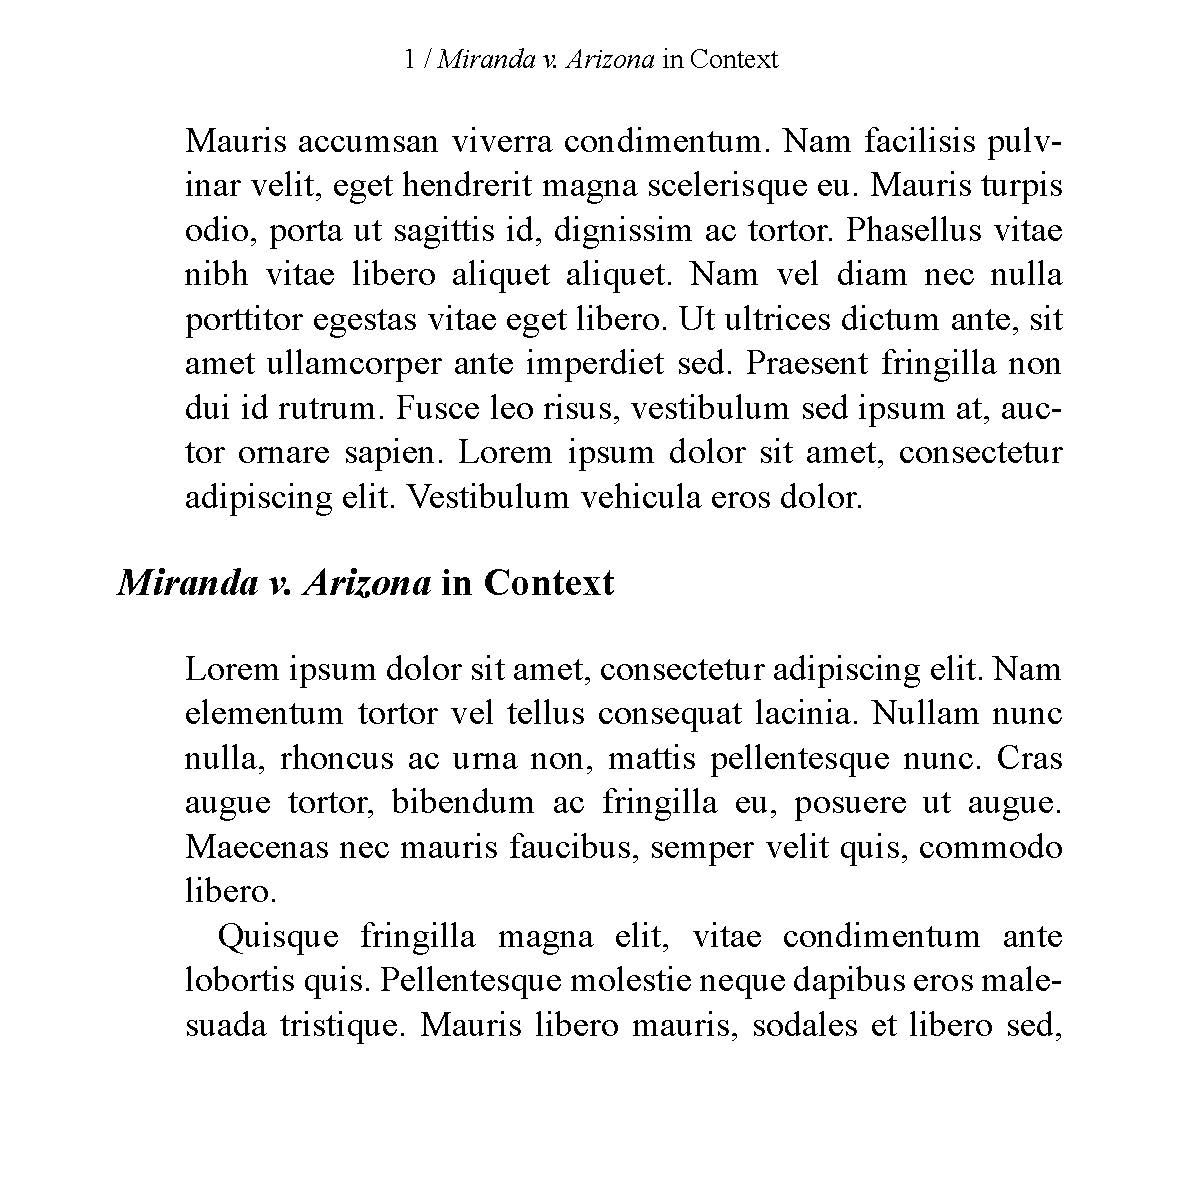 1 / Miranda v. Arizona in Context
Mauris accumsan viverra condimentum. Nam facilisis pulv-
inar velit, eget hendrerit magna scelerisque eu. Mauris turpis
odio, porta ut sagittis id, dignissim ac tortor. Phasellus vitae
nibh vitae libero aliquet aliquet. Nam vel diam nec nulla
porttitor egestas vitae eget libero. Ut ultrices dictum ante, sit
amet ullamcorper ante imperdiet sed. Praesent fringilla non
dui id rutrum. Fusce leo risus, vestibulum sed ipsum at, auc-
tor ornare sapien. Lorem ipsum dolor sit amet, consectetur
adipiscing elit. Vestibulum vehicula eros dolor.
Miranda v. Arizona in Context
Lorem ipsum dolor sit amet, consectetur adipiscing elit. Nam
elementum tortor vel tellus consequat lacinia. Nullam nunc
nulla, rhoncus ac urna non, mattis pellentesque nunc. Cras
augue tortor, bibendum ac fringilla eu, posuere ut augue.
Maecenas nec mauris faucibus, semper velit quis, commodo
libero.
Quisque fringilla magna elit, vitae condimentum ante
lobortis quis. Pellentesque molestie neque dapibus eros male-
suada tristique. Mauris libero mauris, sodales et libero sed,